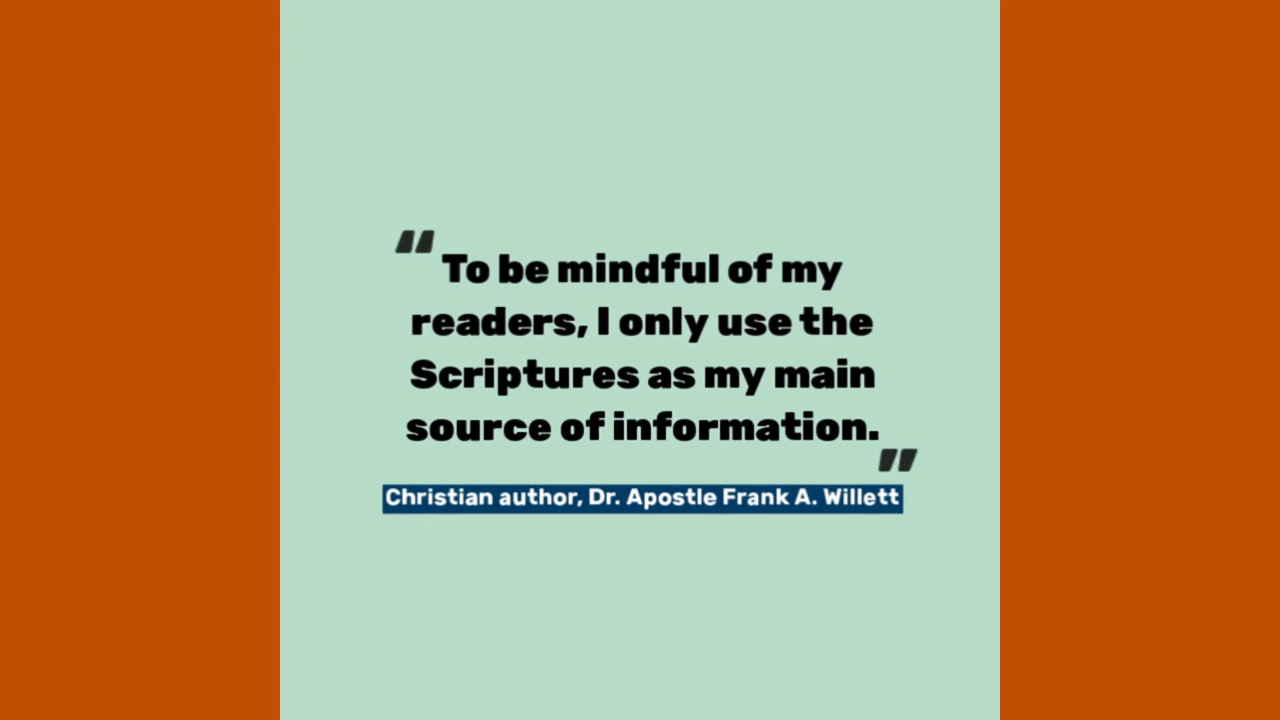 “ To be mindful of my
readers, I only use the
Scriptures as my main
source of information. ”
Christian author, Dr. Apostle Frank A. Willett